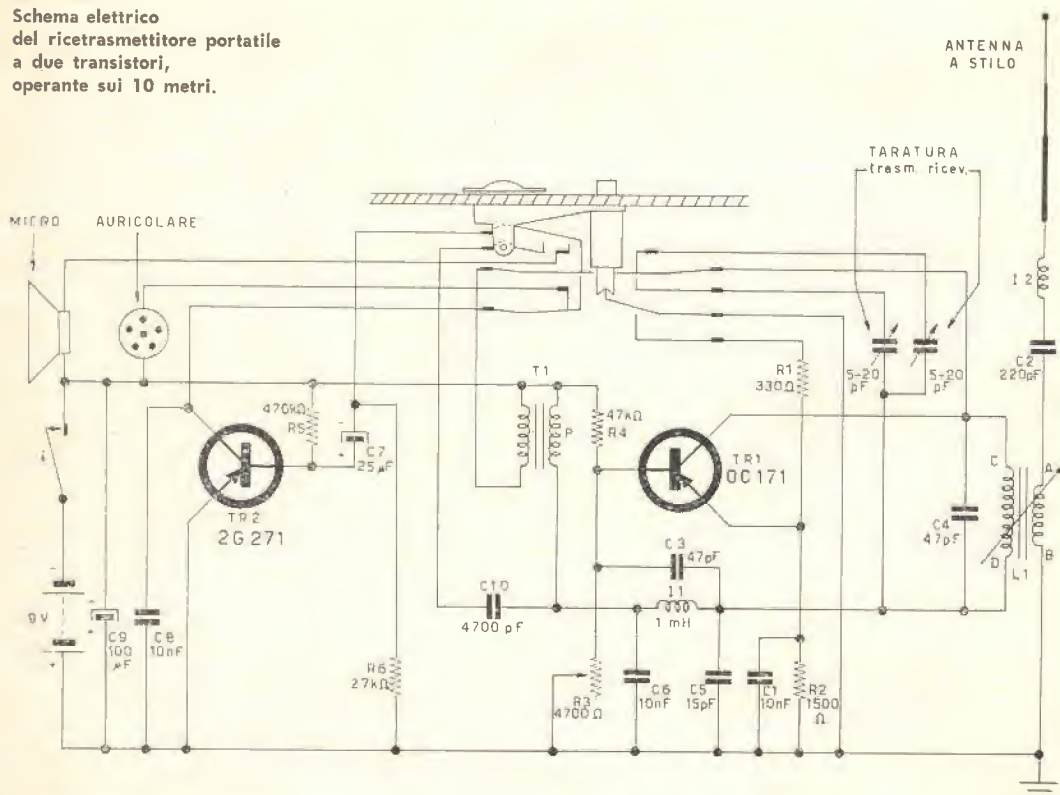 Schema elettrico
del ricetrasmettitore portatile
a due transistori,
operante sui 10 metri.
ANTENNA
A STILO
TARATURA
trasm. ricev.
MICRO
AURICOLARE
I2
C2
220pF
5-20
pF
5-20
pF
R1
330Ω
T1
P
47kΩ
R4
470kΩ
R5
-
+
C7
25µF
TR1
OC171
TR2
2G271
C
A
D
B
L1
C4
47pF
C3
47pF
I1
1 mH
C10
4700 pF
-
9V
+
-
+
C9
100
µF
C8
10nF
R6
27kΩ
R3
4700Ω
C6
10nF
C5
15pF
C1
10nF
R2
1500
Ω